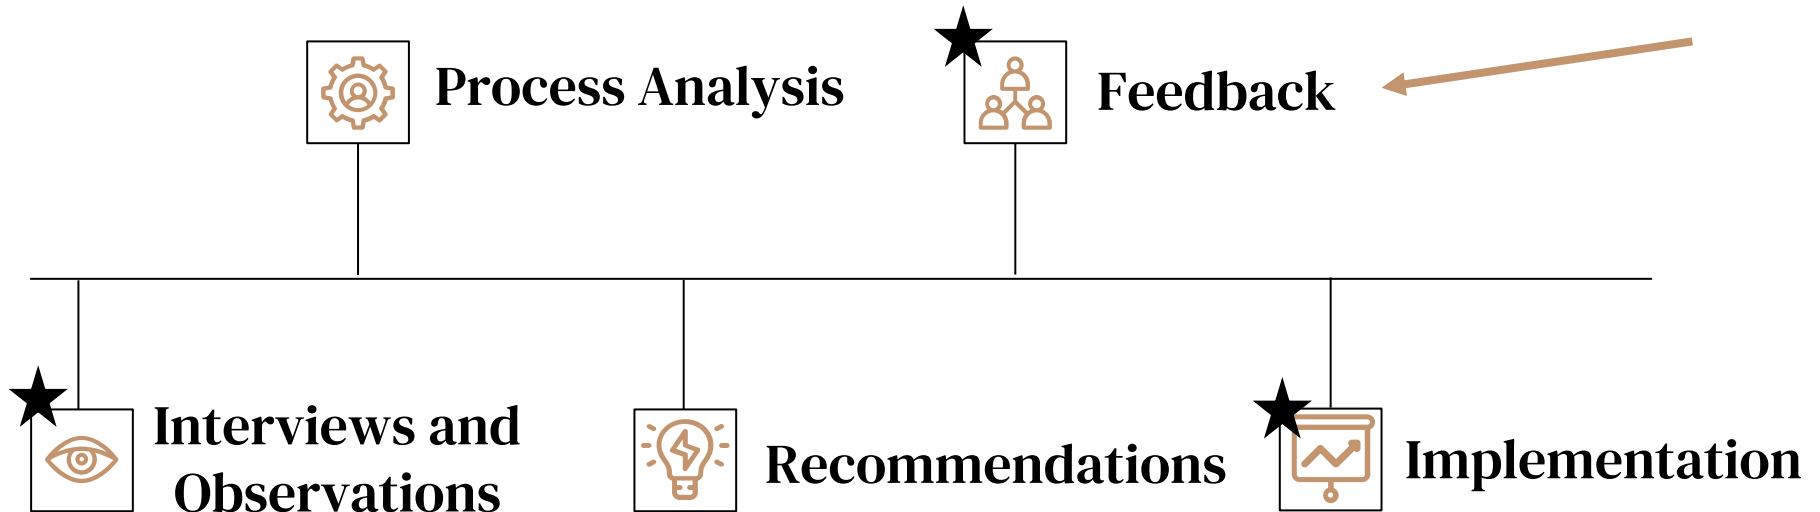 Process Analysis
Feedback
Interviews and
Observations
Recommendations
Implementation